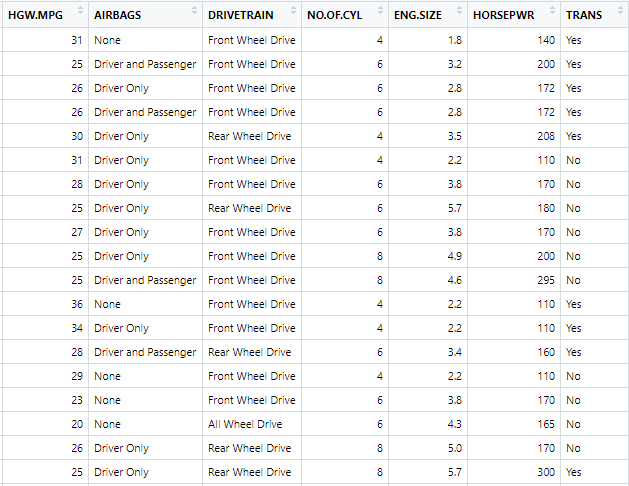 HGW.MPG AIRBAGS DRIVETRAIN NO.OF.CYL ENG.SIZE HORSEPWR TRANS
31 None Front Wheel Drive 4 1.8 140 Yes
25 Driver and Passenger Front Wheel Drive 6 3.2 200 Yes
26 Driver Only Front Wheel Drive 6 2.8 172 Yes
26 Driver and Passenger Front Wheel Drive 6 2.8 172 Yes
30 Driver Only Rear Wheel Drive 4 3.5 208 Yes
31 Driver Only Front Wheel Drive 4 2.2 110 No
28 Driver Only Front Wheel Drive 6 3.8 170 No
25 Driver Only Rear Wheel Drive 6 5.7 180 No
27 Driver Only Front Wheel Drive 6 3.8 170 No
25 Driver Only Front Wheel Drive 8 4.9 200 No
25 Driver and Passenger Front Wheel Drive 8 4.6 295 No
36 None Front Wheel Drive 4 2.2 110 Yes
34 Driver Only Front Wheel Drive 4 2.2 110 Yes
28 Driver and Passenger Rear Wheel Drive 6 3.4 160 Yes
29 None Front Wheel Drive 4 2.2 110 No
23 None Front Wheel Drive 6 3.8 170 No
20 None All Wheel Drive 6 4.3 165 No
26 Driver Only Rear Wheel Drive 8 5.0 170 No
25 Driver Only Rear Wheel Drive 8 5.7 300 Yes